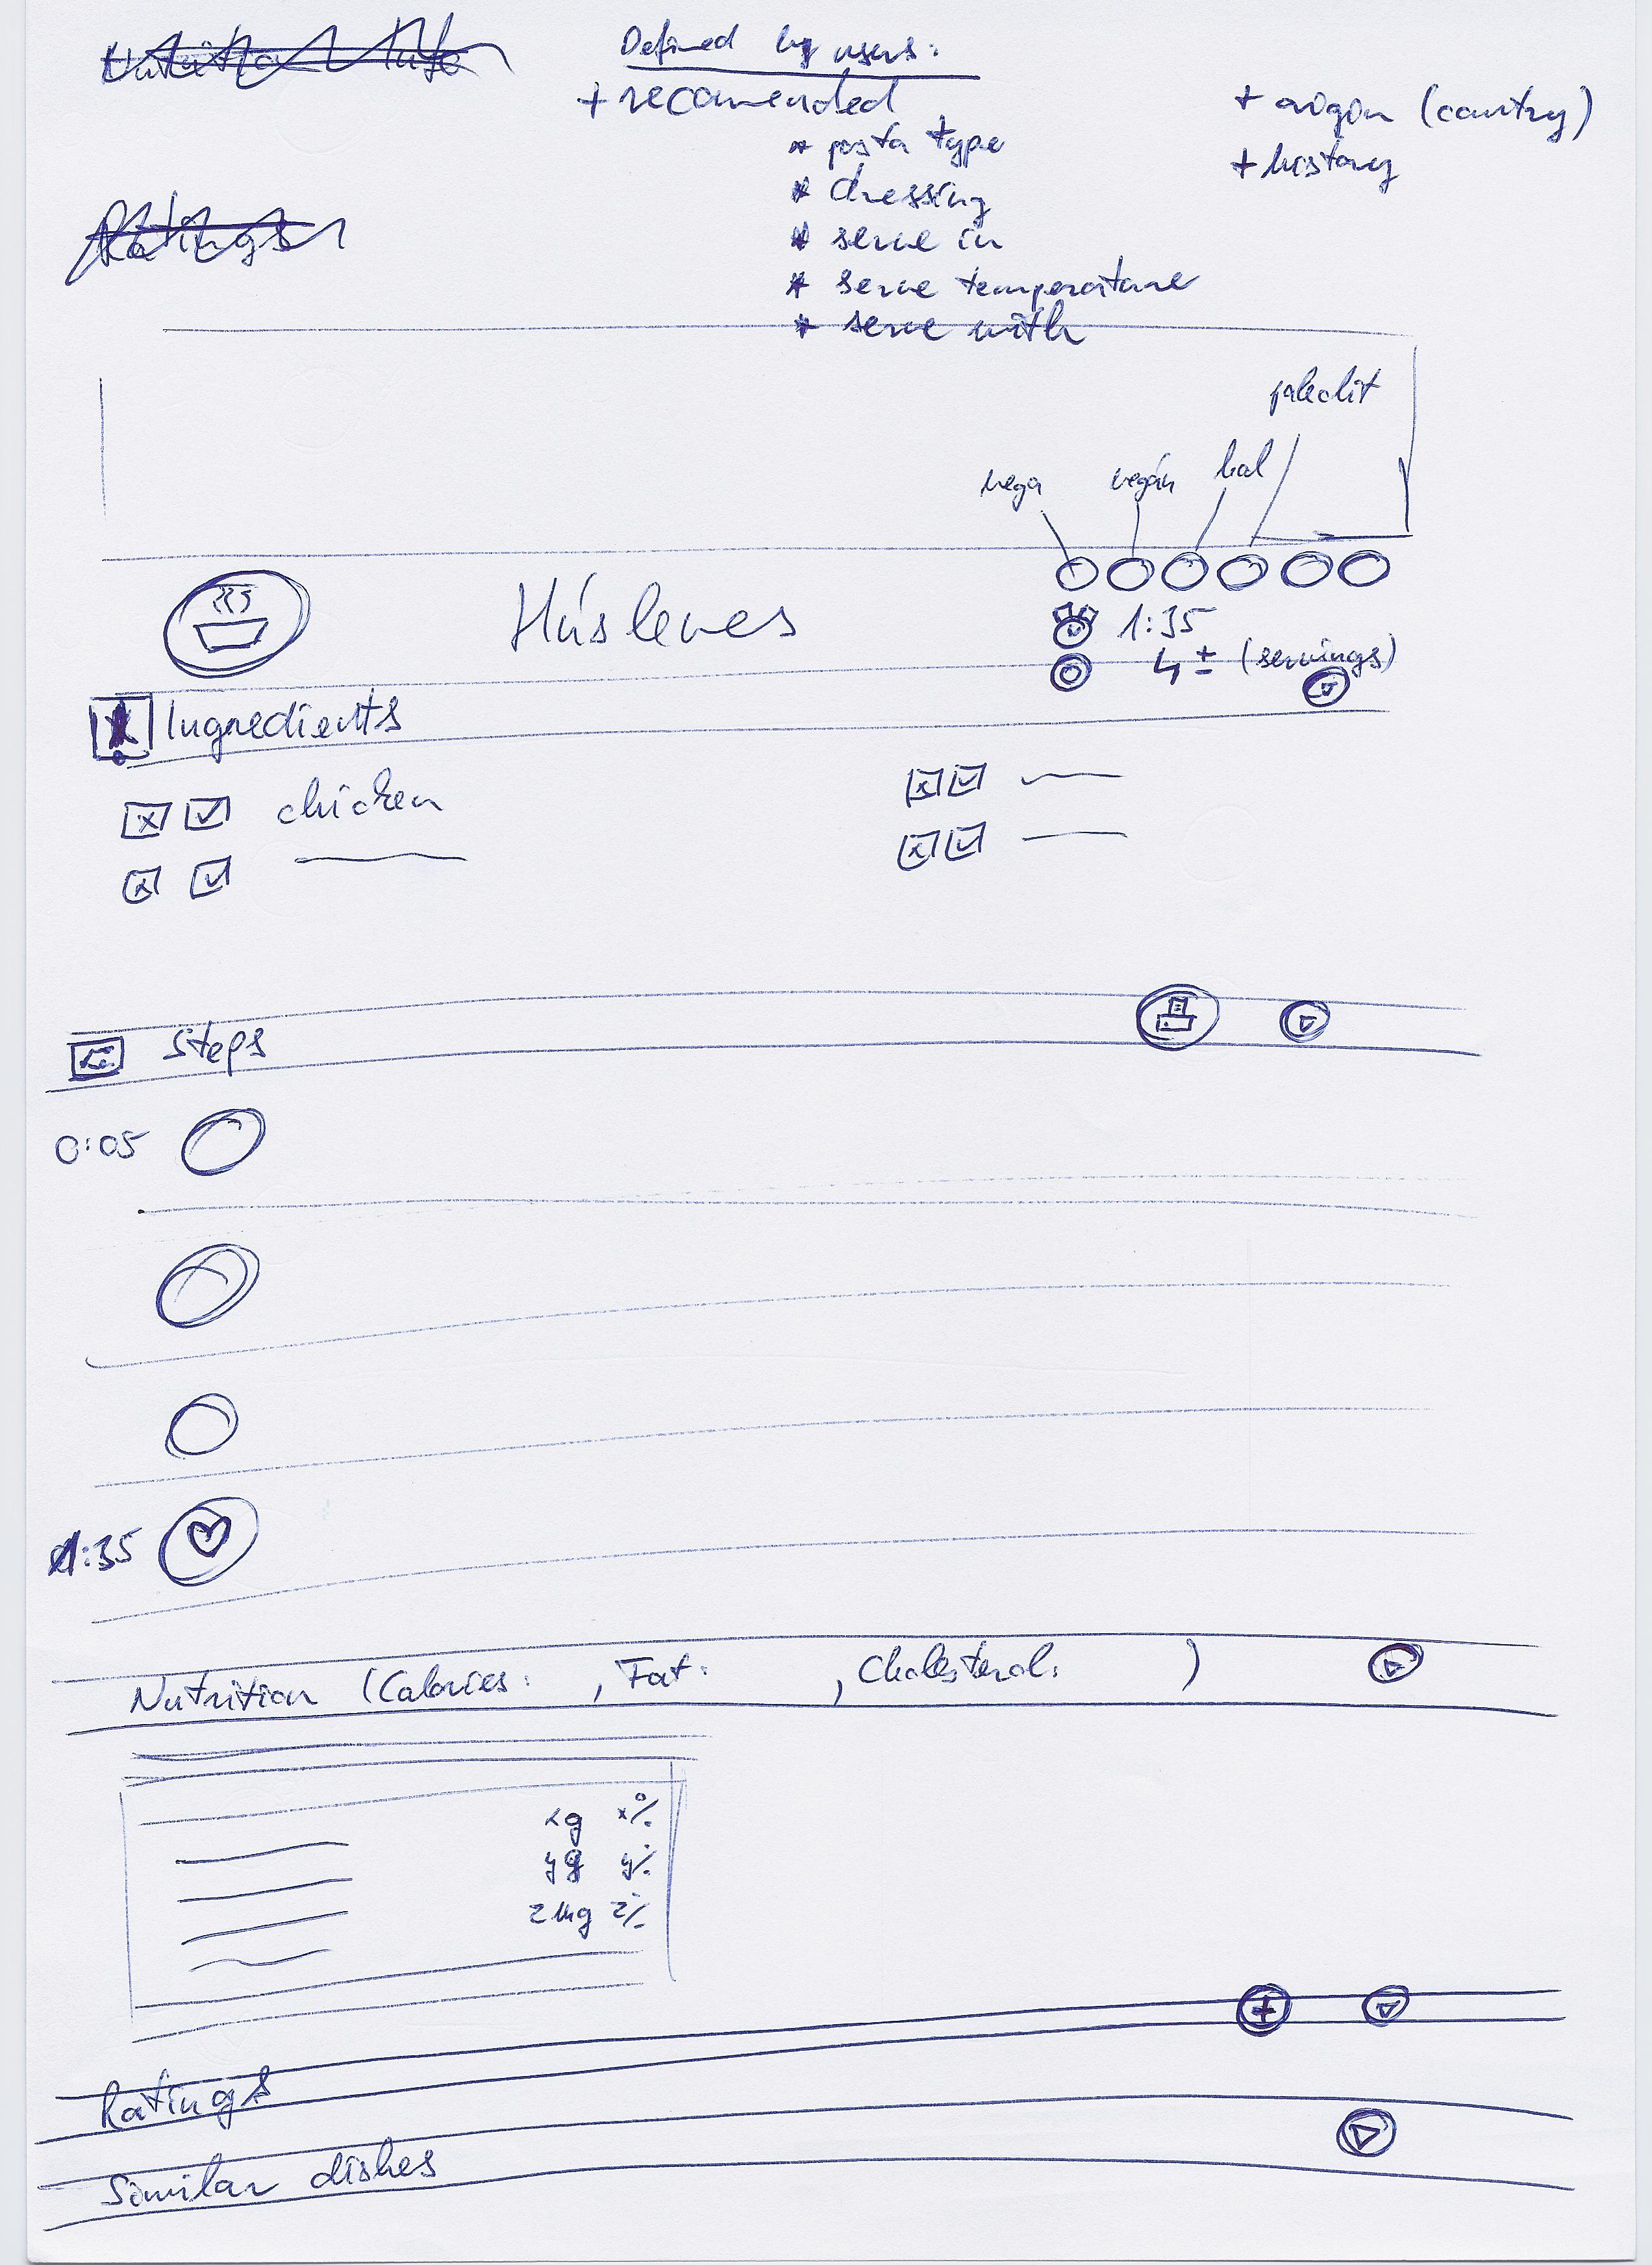 Nutrition Info
Defined by users:
+ recomended
* pasta type
* dressing
* serve in
* serve temperature
* serve with
+ origin (country)
+ history
Ratings
paleolit
vega vegán hal
Húsleves
1:35
4 ± (servings)
Ingredients
chicken
Steps
0:05
1:35
Nutrition (Calories: , Fat: , Cholesterol: )
xg x%
yg y%
zmg z%
Ratings
Similar dishes